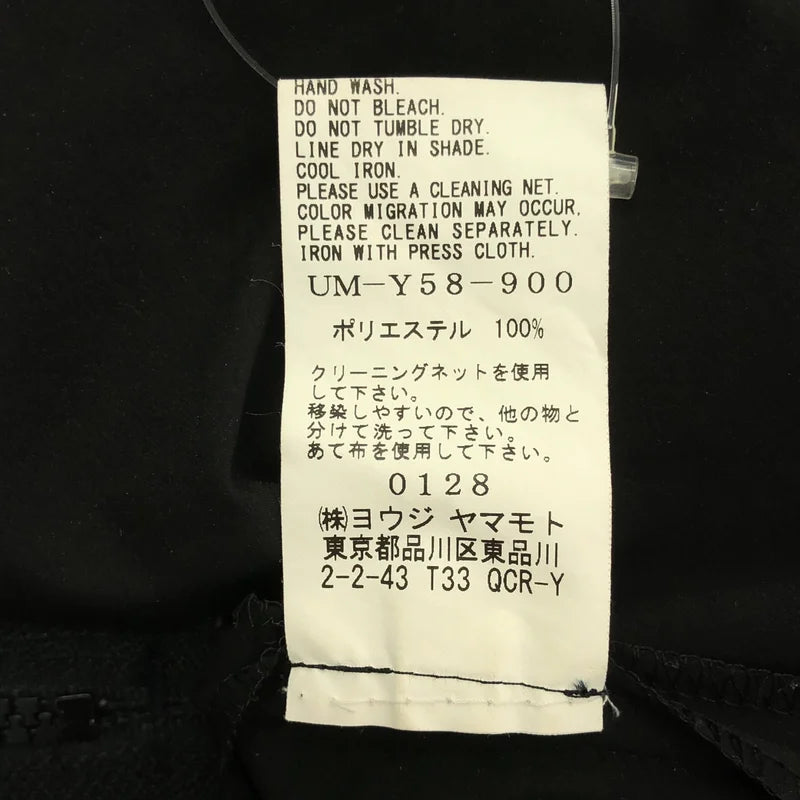 HAND WASH.
DO NOT BLEACH.
DO NOT TUMBLE DRY.
LINE DRY IN SHADE.
COOL IRON.
PLEASE USE A CLEANING NET.
COLOR MIGRATION MAY OCCUR,
PLEASE CLEAN SEPARATELY.
IRON WITH PRESS CLOTH.
UM-Y58-900
ポリエステル 100%
クリーニングネットを使用
して下さい。
移染しやすいので、他の物と
分けて洗って下さい。
あて布を使用して下さい。
0128
㈱ヨウジ ヤマモト
東京都品川区東品川
2-2-43 T33 QCR-Y